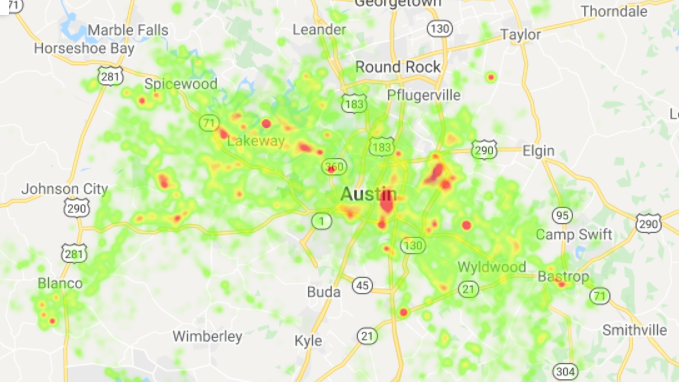 71
Georgetown
Thorndale
Marble Falls
Leander
130
Taylor
Horseshoe Bay
281
Round Rock
Spicewood
183
Pflugerville
71
Lakeway
183
290
Elgin
360
Johnson City
Austin
290
1
95
290
130
Camp Swift
281
Wyldwood
Bastrop
Blanco
Buda
45
21
71
Wimberley
Kyle
21
Smithville
304